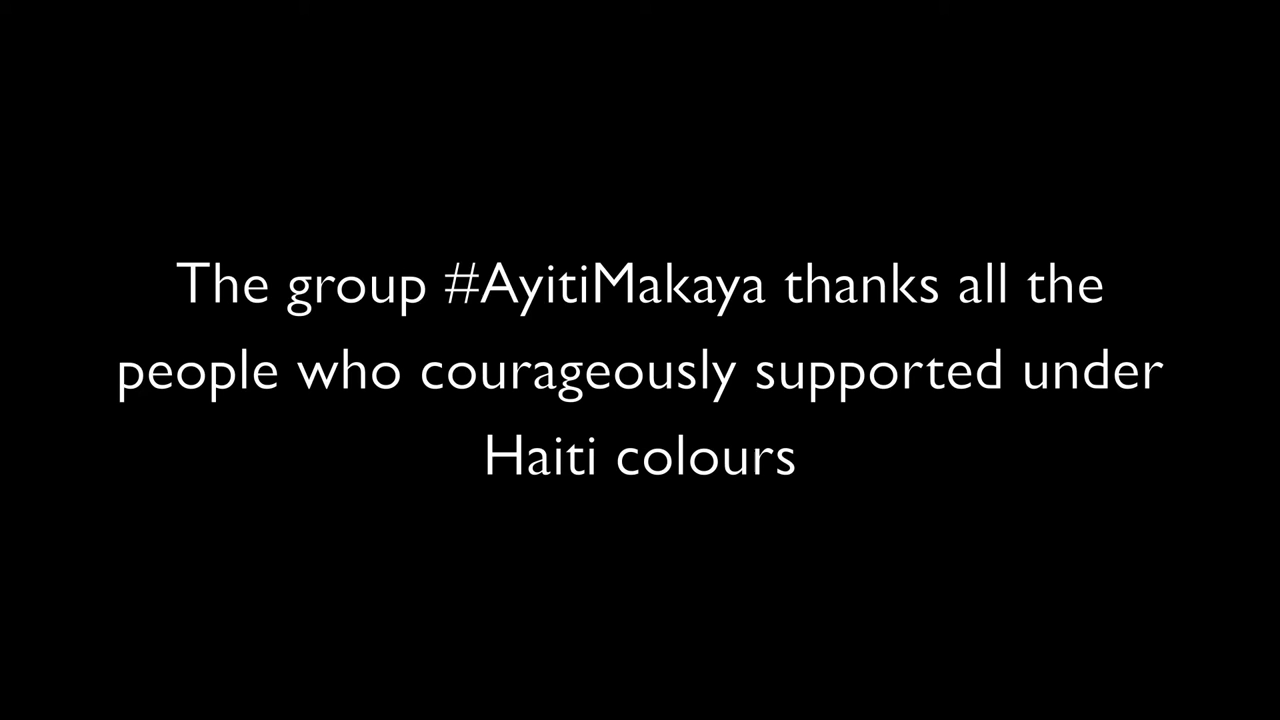 The group #AyitiMakaya thanks all the
people who courageously supported under
Haiti colours